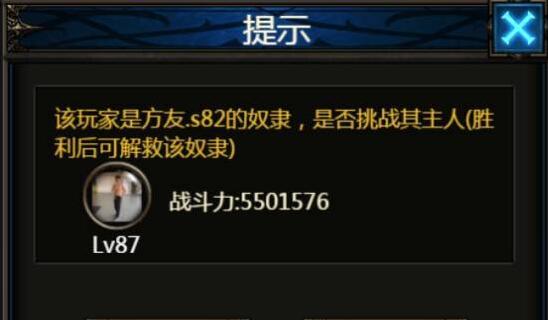 提示
该玩家是方友.s82的奴隶，是否挑战其主人(胜
利后可解救该奴隶)
战斗力:5501576
Lv87